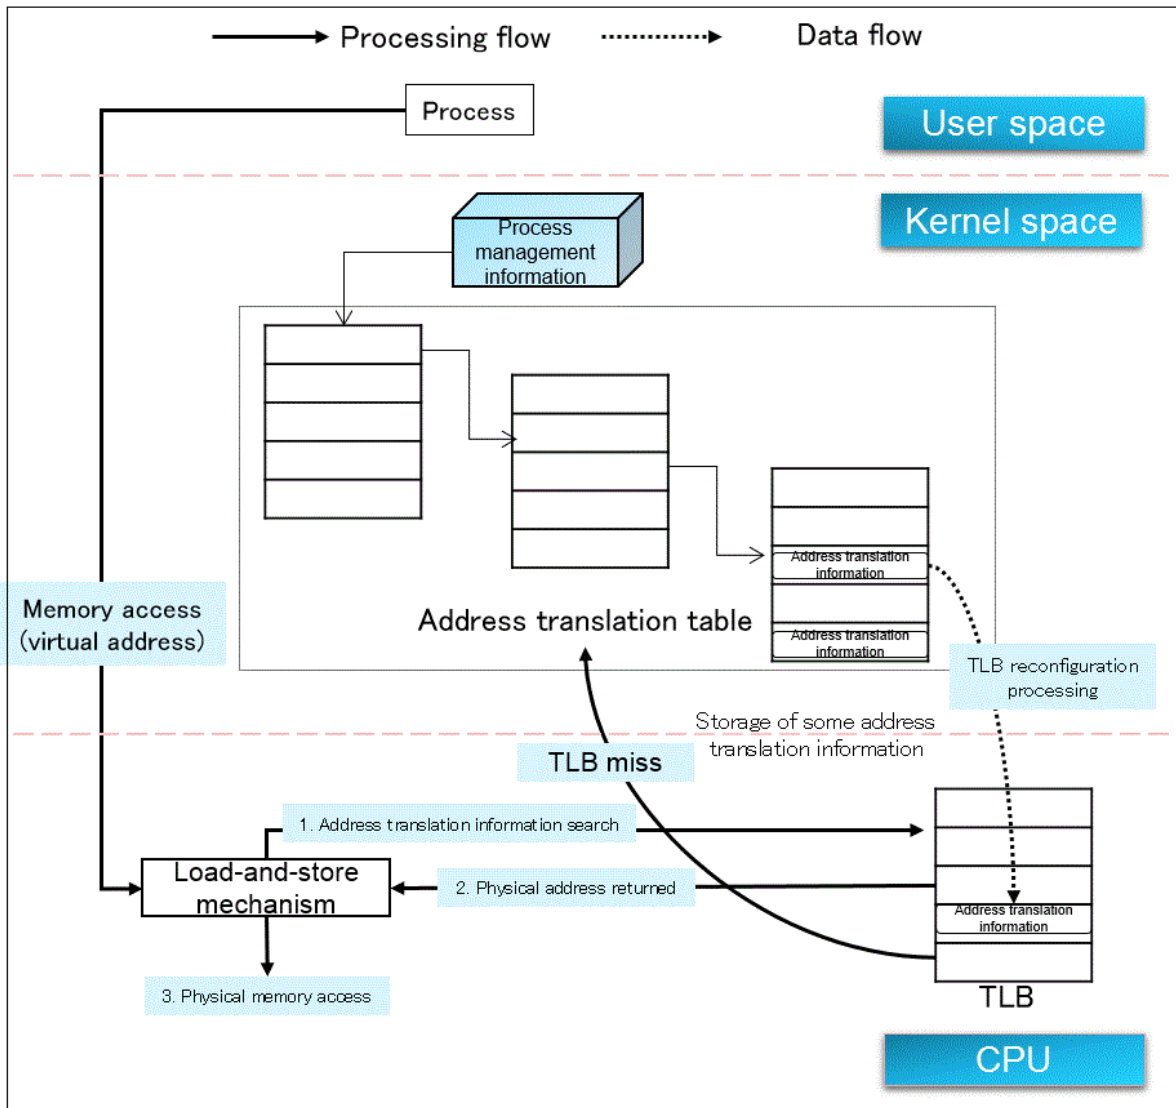 Processing flow
Data flow
Process
User space
Kernel space
Process
management
information
Address translation
information
Address translation
information
Address translation table
Memory access
(virtual address)
TLB reconfiguration
processing
Storage of some address
translation information
TLB miss
1. Address translation information search
Load-and-store
mechanism
2. Physical address returned
Address translation
information
3. Physical memory access
TLB
CPU